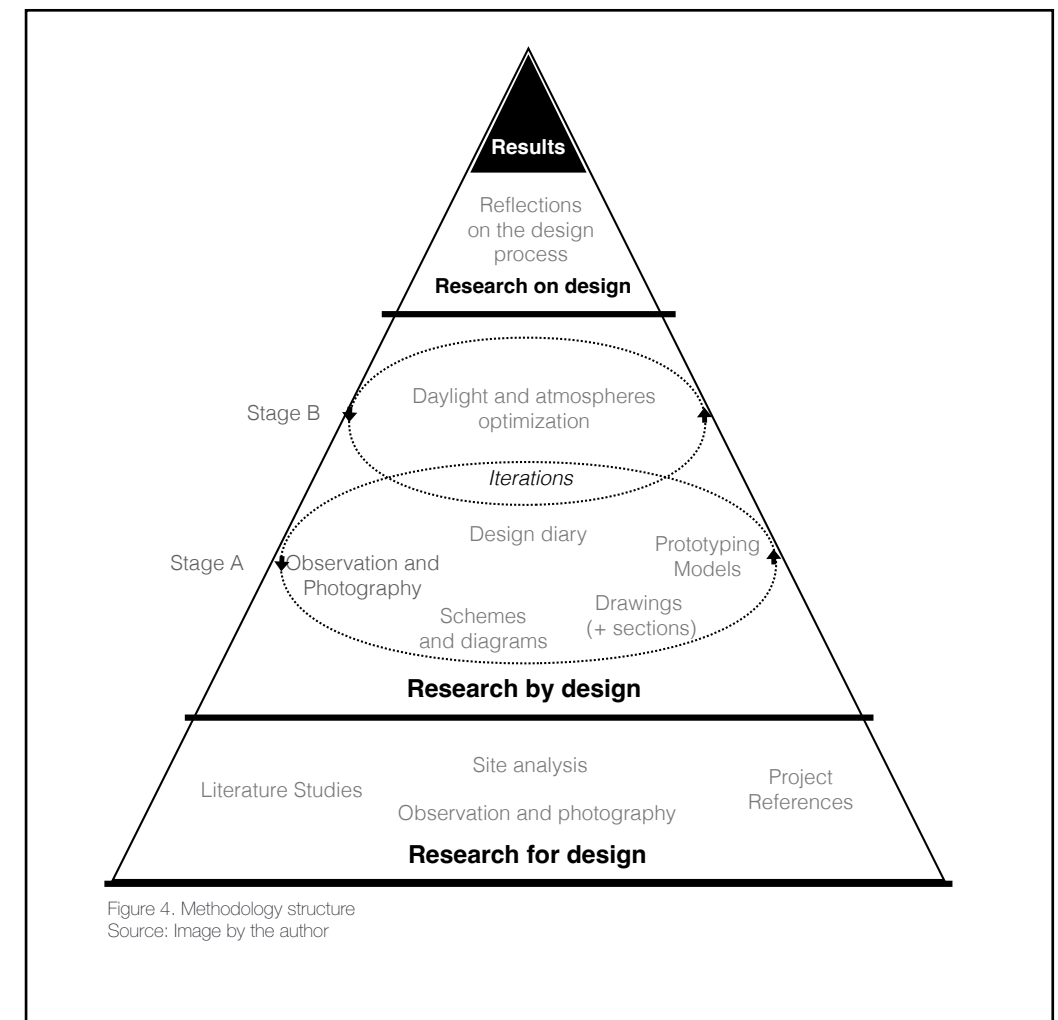 Results
Reflections
on the design
process
Research on design
Stage B
Daylight and atmospheres
optimization
Iterations
Design diary
Stage A
Observation and
Photography
Prototyping
Models
Schemes
and diagrams
Drawings
(+ sections)
Research by design
Literature Studies
Site analysis
Observation and photography
Project
References
Research for design
Figure 4. Methodology structure
Source: Image by the author